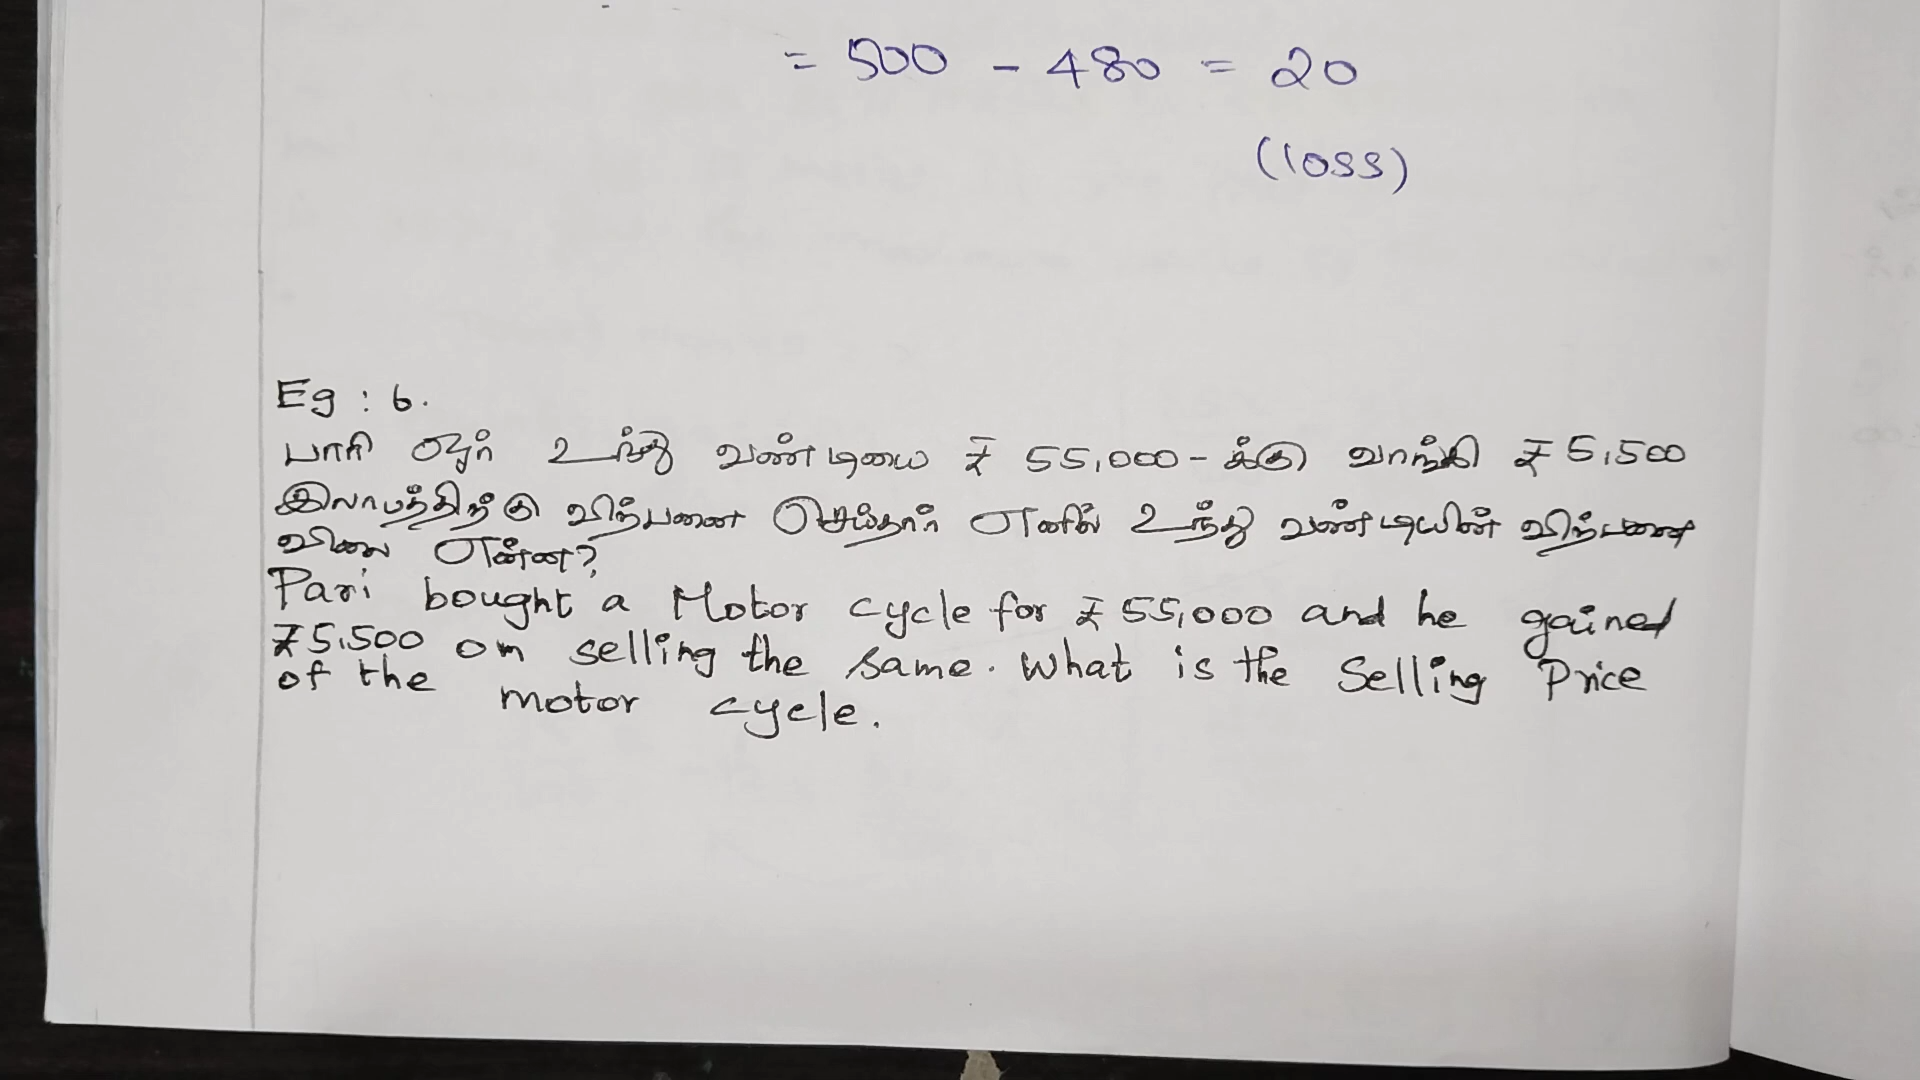 = 500 - 480 = 20
(loss)
Eg : 6.
பாரி ஓர் உந்து வண்டியை ₹ 55,000 - க்கு வாங்கி ₹ 5,500
இலாபத்திற்கு விற்பனை செய்தார் எனில் உந்து வண்டியின் விற்பனை
விலை என்ன?
Pari bought a Motor cycle for ₹ 55,000 and he gained
₹5,500 on selling the same. What is the Selling Price
of the motor cycle.